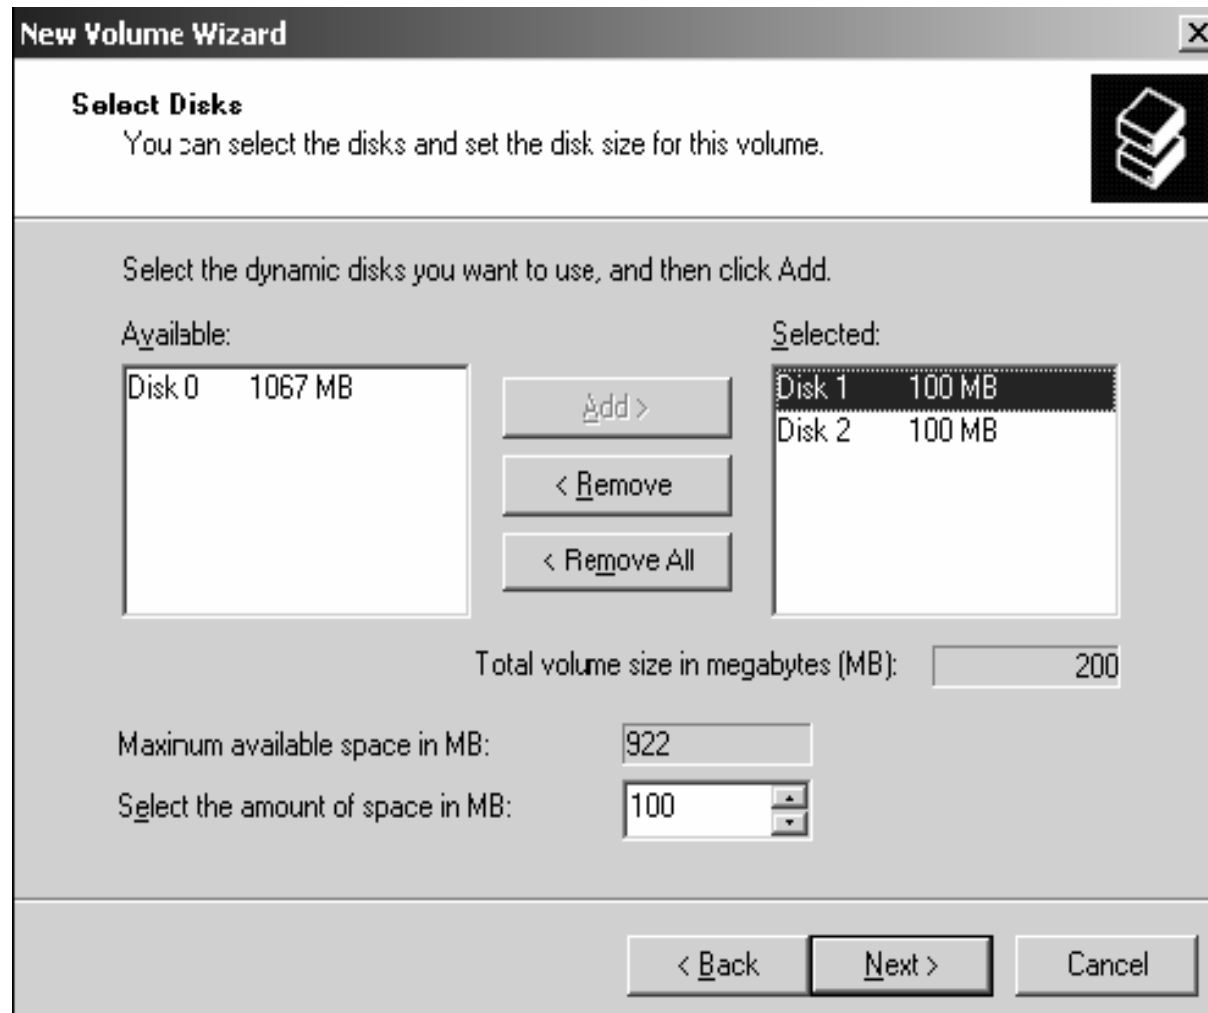 New Volume Wizard
Select Disks
You can select the disks and set the disk size for this volume.
Select the dynamic disks you want to use, and then click Add.
Available:
Selected:
Disk 0 1067 MB
Add >
< Remove
< Remove All
Disk 1 100 MB
Disk 2 100 MB
Total volume size in megabytes (MB): 200
Maximum available space in MB: 922
Select the amount of space in MB: 100
< Back Next > Cancel